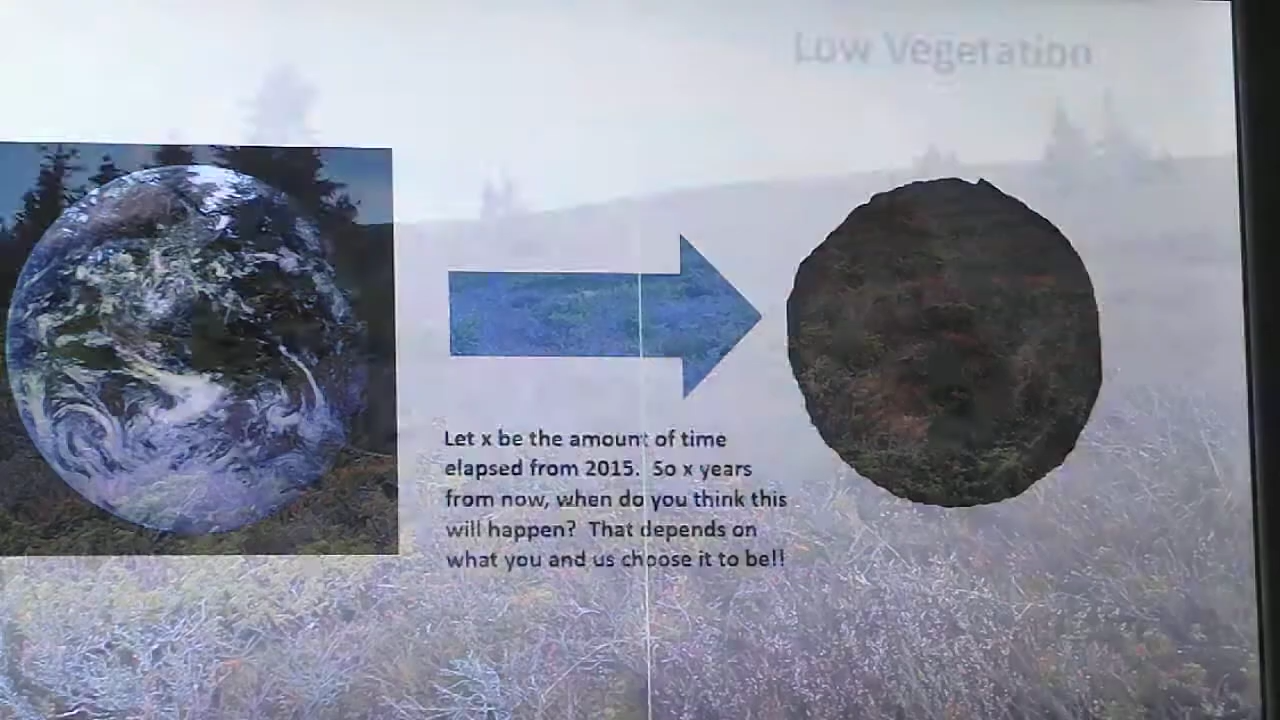 Low Vegetation
Let x be the amount of time
elapsed from 2015. So x years
from now, when do you think this
will happen? That depends on
what you and us choose it to be!!